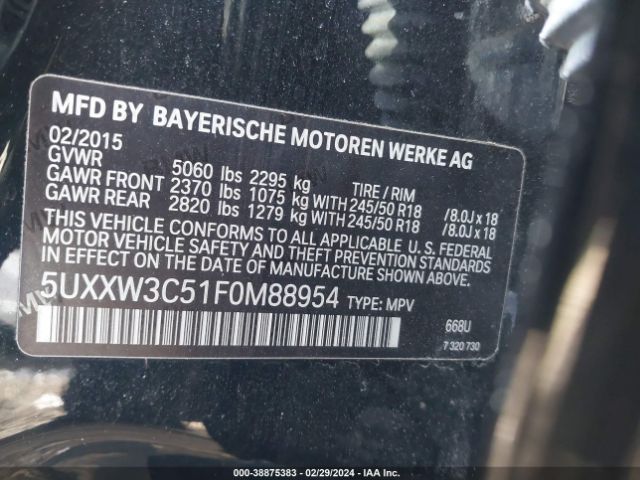 MFD BY BAYERISCHE MOTOREN WERKE AG
02/2015
GVWR 5060 lbs 2295 kg TIRE / RIM
GAWR FRONT 2370 lbs 1075 kg WITH 245/50 R18 /8.0J x 18
GAWR REAR 2820 lbs 1279 kg WITH 245/50 R18 /8.0J x 18
THIS VEHICLE CONFORMS TO ALL APPLICABLE U. S. FEDERAL
MOTOR VEHICLE SAFETY AND THEFT PREVENTION STANDARDS
IN EFFECT ON THE DATE OF MANUFACTURE SHOWN ABOVE.
5UXXW3C51F0M88954 TYPE: MPV
668U
7 320 730
000-38875383 - 02/29/2024 - IAA Inc.